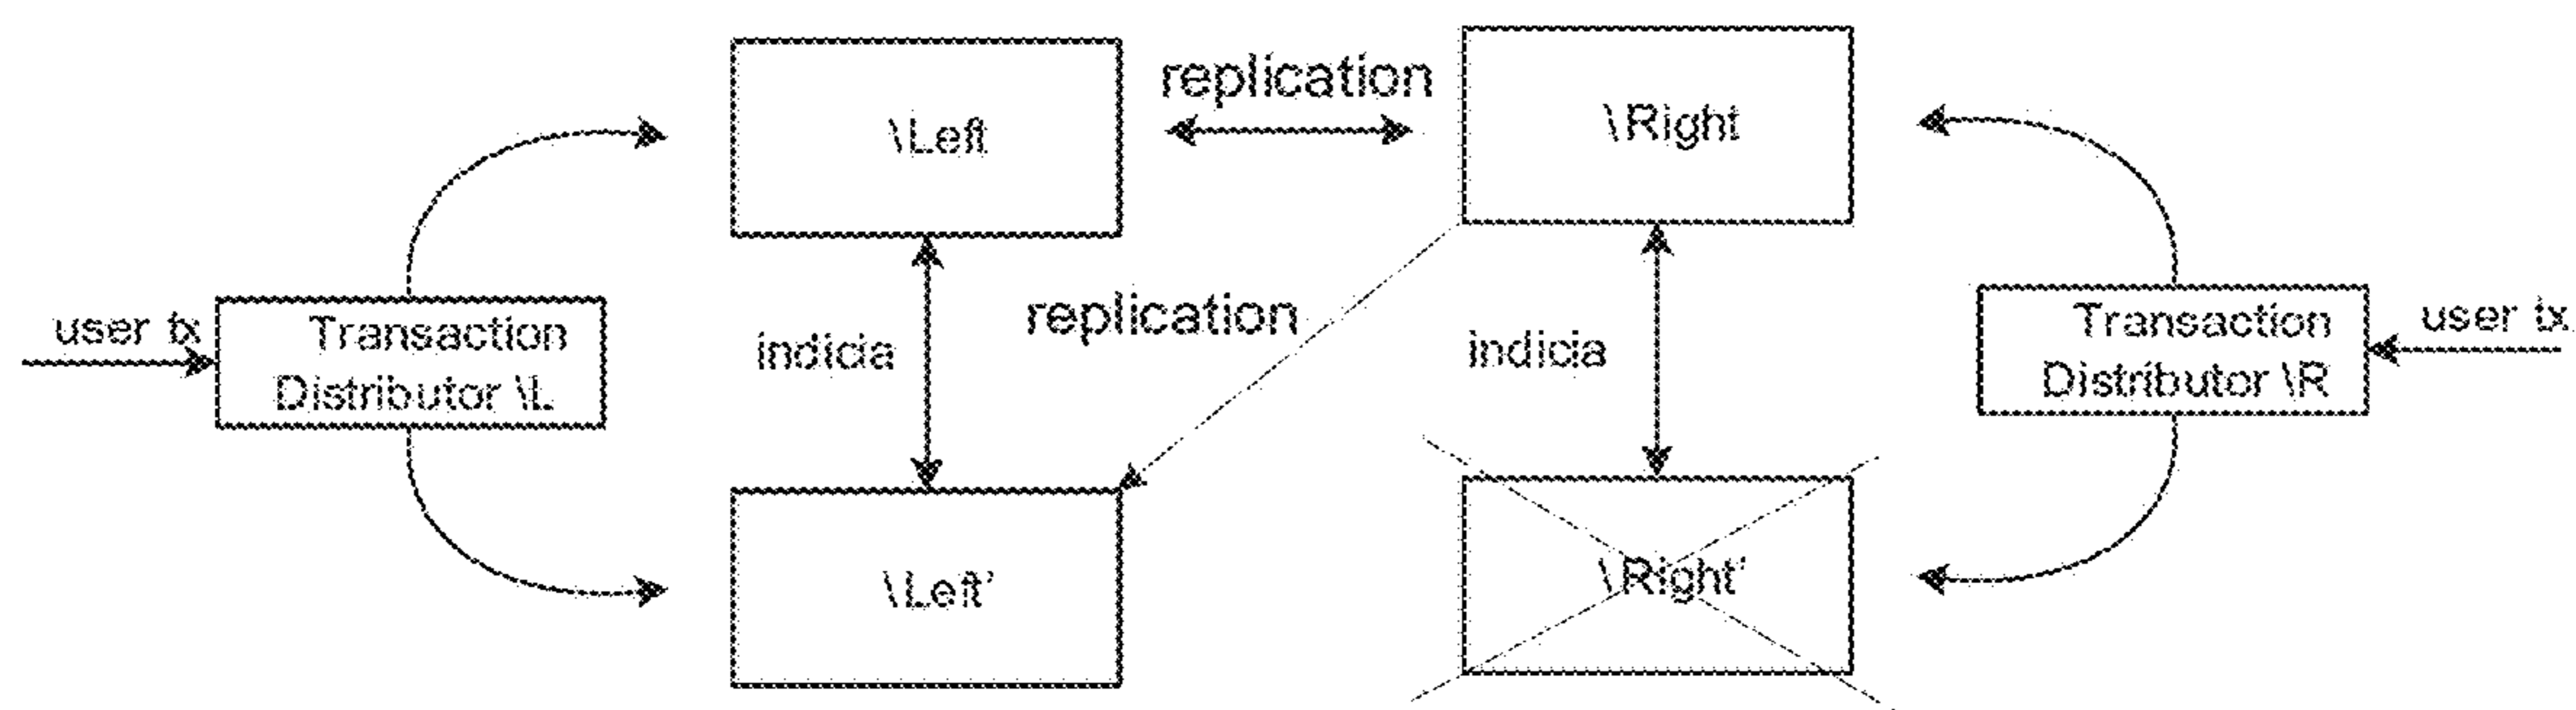 replication
\Left
\Right
user tx
Transaction
Distributor \L
indicia
replication
indicia
Transaction
Distributor \R
user tx
\Left'
\Right'